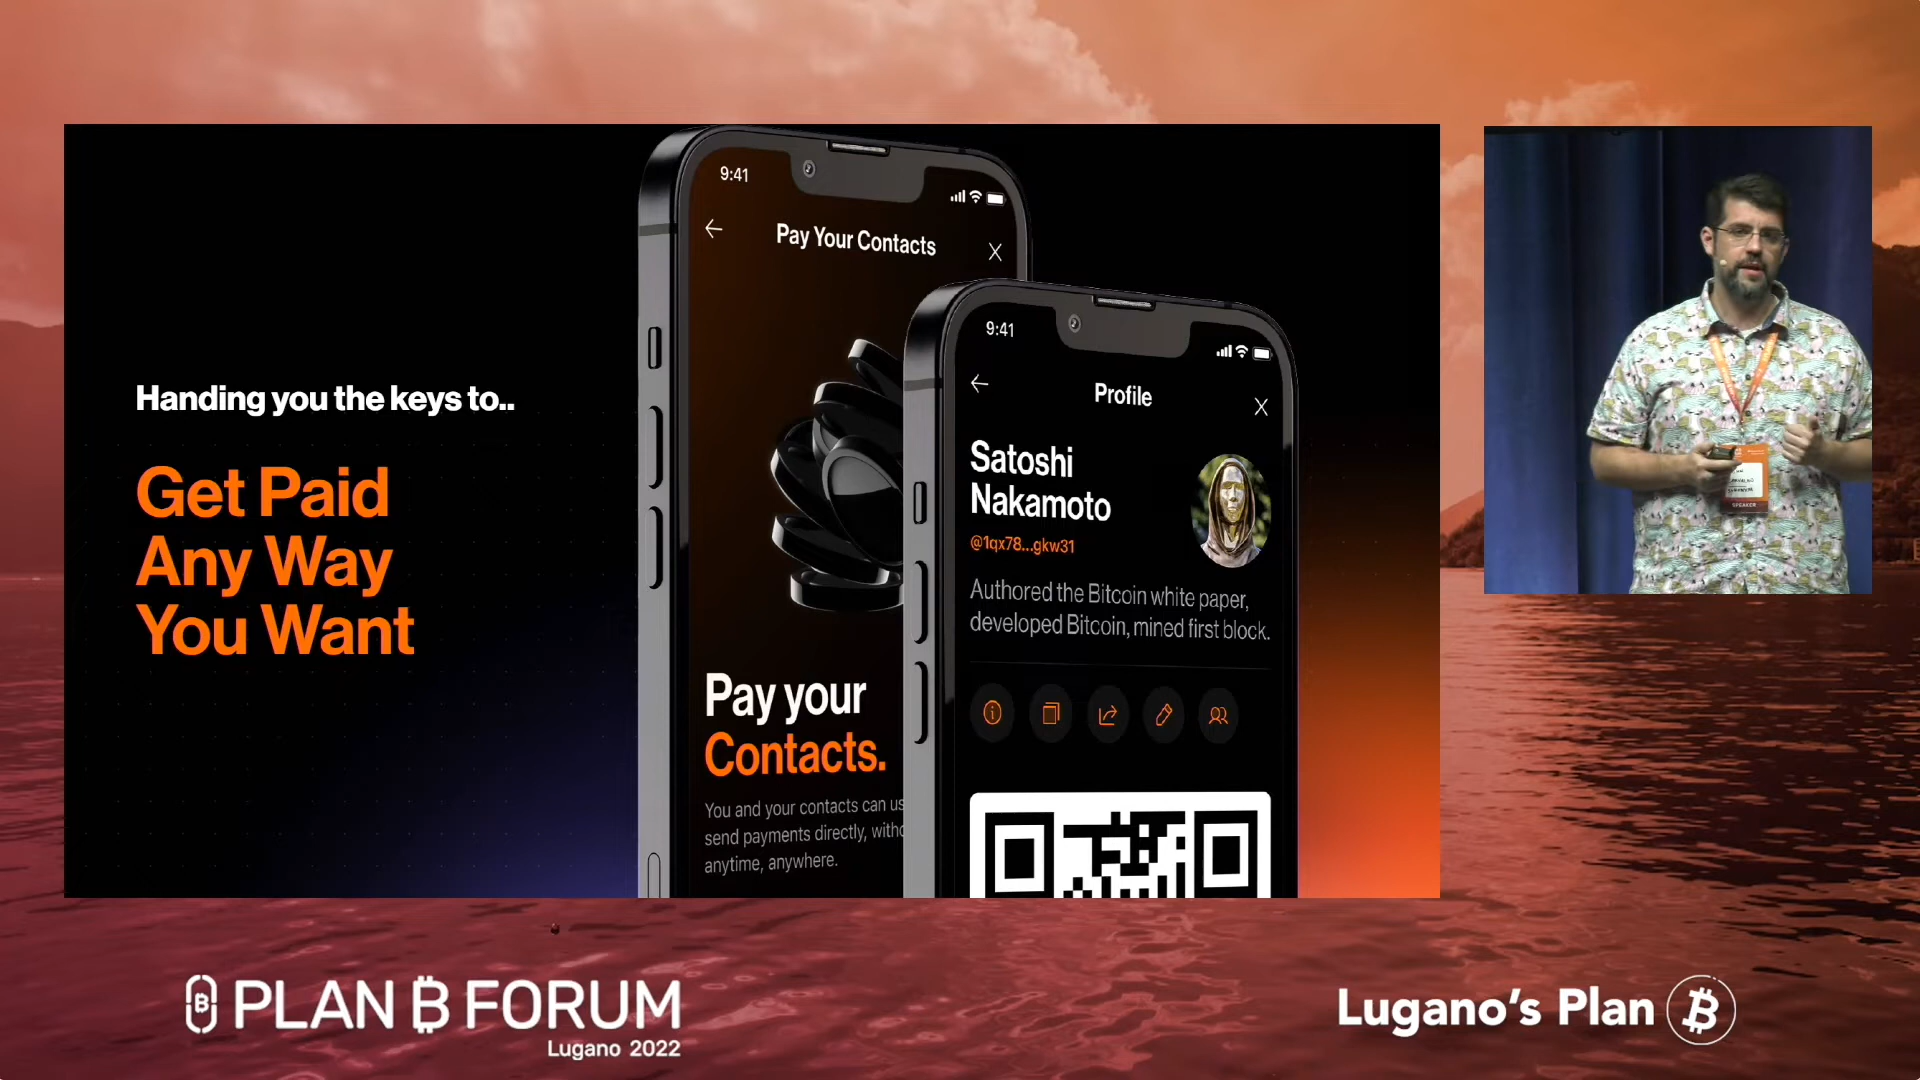 Handing you the keys to..
Get Paid
Any Way
You Want
9:41
Pay Your Contacts
Pay your
Contacts.
You and your contacts can us
send payments directly, witho
anytime, anywhere.
9:41
Profile
Satoshi
Nakamoto
@1qx78...gkw31
Authored the Bitcoin white paper,
developed Bitcoin, mined first block.
SPEAKER
PLAN ₿ FORUM
Lugano 2022
Lugano's Plan ₿